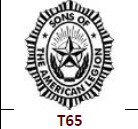 SONS OF
THE AMERICAN LEGION
T65